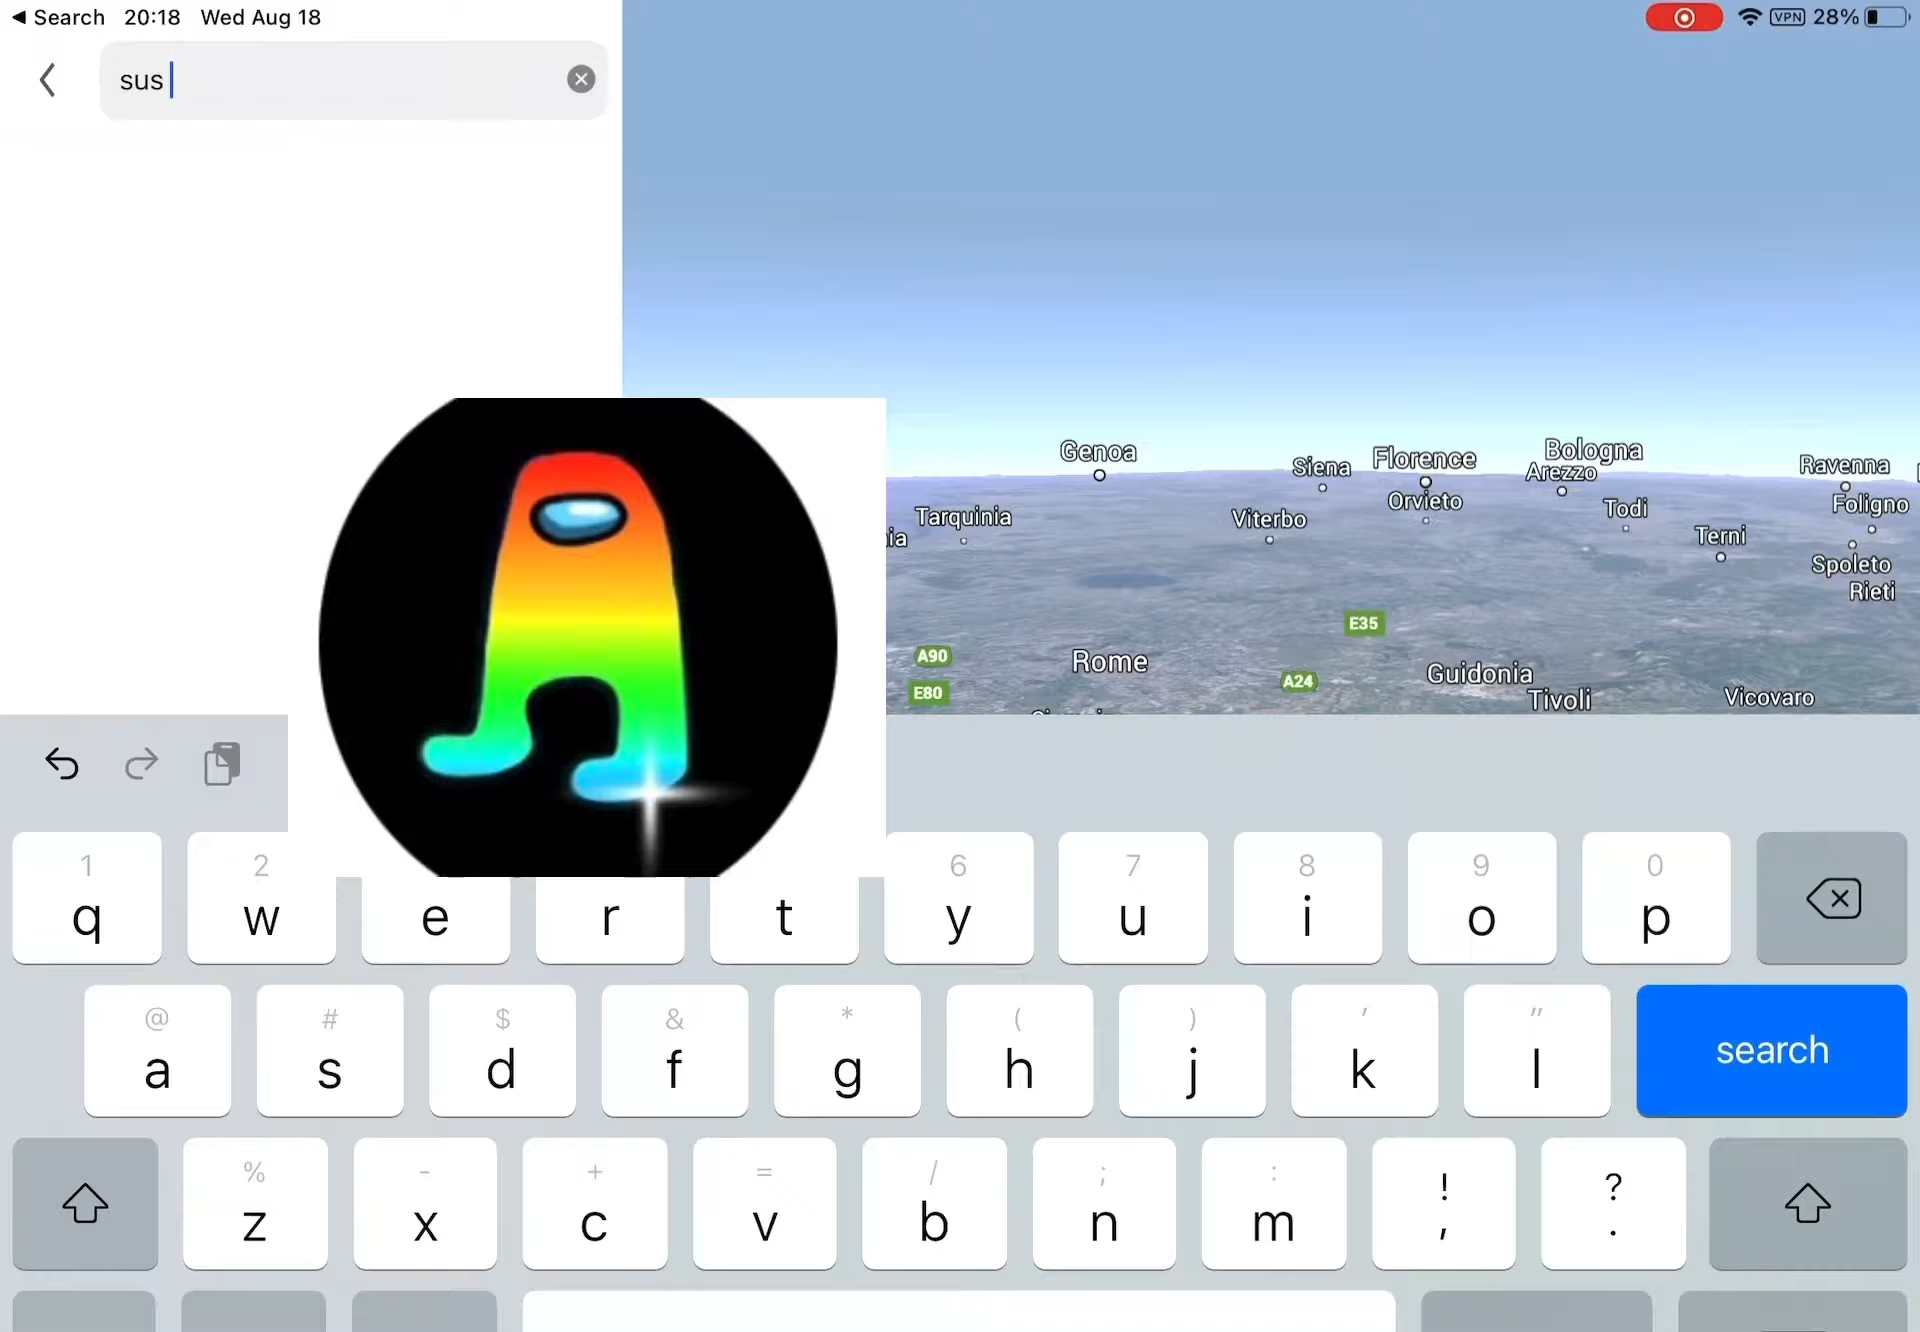 ◀ Search 20:18 Wed Aug 18
VPN 28%
sus
Genoa
Siena
Florence
Bologna
Arezzo
Ravenna
Tarquinia
Viterbo
Orvieto
Todi
Foligno
Terni
Spoleto
Rieti
E35
A90
Rome
A24
Guidonia
E80
Tivoli
Vicovaro
1 2 6 7 8 9 0
q w e r t y u i o p
@ # $ & * ( ) ' "
a s d f g h j k l search
% - + = / ; : ! ?
z x c v b n m , .